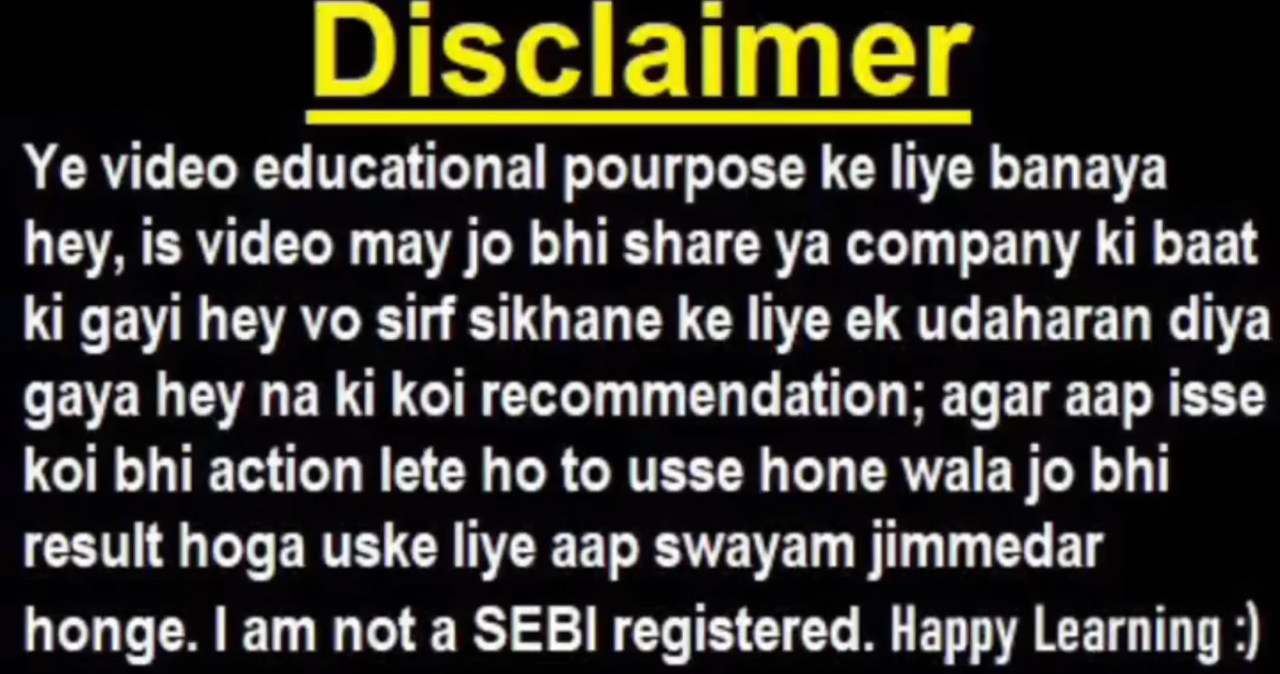 Disclaimer
Ye video educational pourpose ke liye banaya
hey, is video may jo bhi share ya company ki baat
ki gayi hey vo sirf sikhane ke liye ek udaharan diya
gaya hey na ki koi recommendation; agar aap isse
koi bhi action lete ho to usse hone wala jo bhi
result hoga uske liye aap swayam jimmedar
honge. I am not a SEBI registered. Happy Learning :)